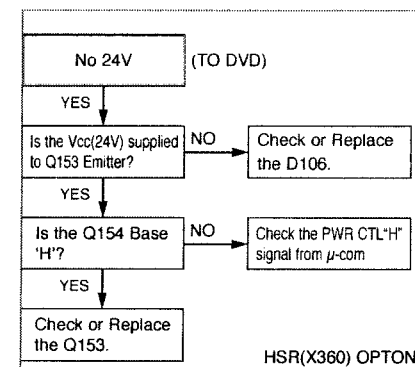 No 24V
(TO DVD)
YES
Is the Vcc(24V) supplied
to Q153 Emitter?
NO
Check or Replace
the D106.
YES
Is the Q154 Base
'H'?
NO
Check the PWR CTL"H"
signal from µ-com
YES
Check or Replace
the Q153.
HSR(X360) OPTON